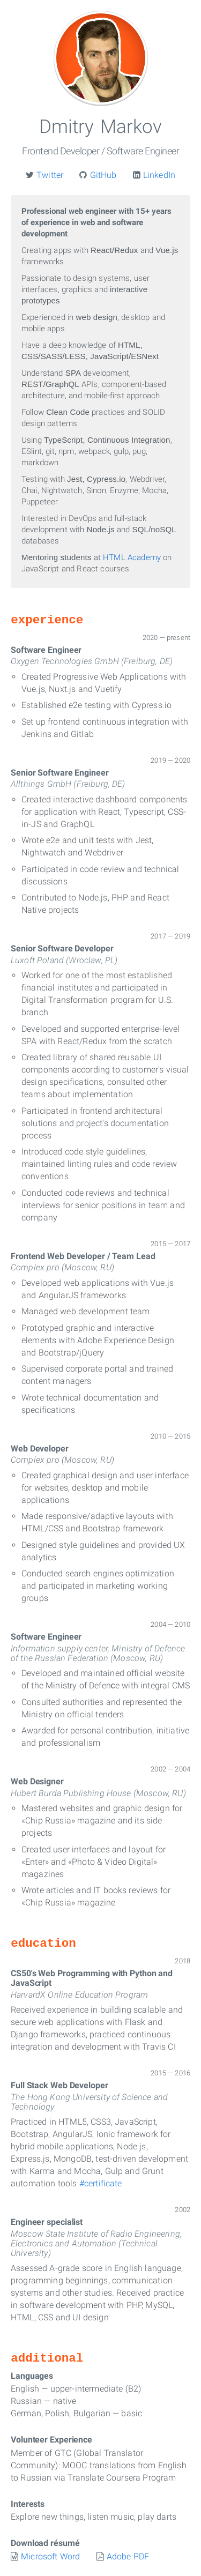 Dmitry Markov
Frontend Developer / Software Engineer
Twitter GitHub LinkedIn
Professional web engineer with 15+ years
of experience in web and software
development
Creating apps with React/Redux and Vue.js
frameworks
Passionate to design systems, user
interfaces, graphics and interactive
prototypes
Experienced in web design, desktop and
mobile apps
Have a deep knowledge of HTML,
CSS/SASS/LESS, JavaScript/ESNext
Understand SPA development,
REST/GraphQL APIs, component-based
architecture, and mobile-first approach
Follow Clean Code practices and SOLID
design patterns
Using TypeScript, Continuous Integration,
ESlint, git, npm, webpack, gulp, pug,
markdown
Testing with Jest, Cypress.io, Webdriver,
Chai, Nightwatch, Sinon, Enzyme, Mocha,
Puppeteer
Interested in DevOps and full-stack
development with Node.js and SQL/noSQL
databases
Mentoring students at HTML Academy on
JavaScript and React courses
experience
2020 — present
Software Engineer
Oxygen Technologies GmbH (Freiburg, DE)
Created Progressive Web Applications with
Vue.js, Nuxt.js and Vuetify
Established e2e testing with Cypress.io
Set up frontend continuous integration with
Jenkins and Gitlab
2019 — 2020
Senior Software Engineer
Allthings GmbH (Freiburg, DE)
Created interactive dashboard components
for application with React, Typescript, CSS-
in-JS and GraphQL
Wrote e2e and unit tests with Jest,
Nightwatch and Webdriver
Participated in code review and technical
discussions
Contributed to Node.js, PHP and React
Native projects
2017 — 2019
Senior Software Developer
Luxoft Poland (Wroclaw, PL)
Worked for one of the most established
financial institutes and participated in
Digital Transformation program for U.S.
branch
Developed and supported enterprise-level
SPA with React/Redux from the scratch
Created library of shared reusable UI
components according to customer's visual
design specifications, consulted other
teams about implementation
Participated in frontend architectural
solutions and project's documentation
process
Introduced code style guidelines,
maintained linting rules and code review
conventions
Conducted code reviews and technical
interviews for senior positions in team and
company
2015 — 2017
Frontend Web Developer / Team Lead
Complex pro (Moscow, RU)
Developed web applications with Vue.js
and AngularJS frameworks
Managed web development team
Prototyped graphic and interactive
elements with Adobe Experience Design
and Bootstrap/jQuery
Supervised corporate portal and trained
content managers
Wrote technical documentation and
specifications
2010 — 2015
Web Developer
Complex pro (Moscow, RU)
Created graphical design and user interface
for websites, desktop and mobile
applications
Made responsive/adaptive layouts with
HTML/CSS and Bootstrap framework
Designed style guidelines and provided UX
analytics
Conducted search engines optimization
and participated in marketing working
groups
2004 — 2010
Software Engineer
Information supply center, Ministry of Defence
of the Russian Federation (Moscow, RU)
Developed and maintained official website
of the Ministry of Defence with integral CMS
Consulted authorities and represented the
Ministry on official tenders
Awarded for personal contribution, initiative
and professionalism
2002 — 2004
Web Designer
Hubert Burda Publishing House (Moscow, RU)
Mastered websites and graphic design for
«Chip Russia» magazine and its side
projects
Created user interfaces and layout for
«Enter» and «Photo & Video Digital»
magazines
Wrote articles and IT books reviews for
«Chip Russia» magazine
education
2018
CS50's Web Programming with Python and
JavaScript
HarvardX Online Education Program
Received experience in building scalable and
secure web applications with Flask and
Django frameworks, practiced continuous
integration and development with Travis CI
2015 — 2016
Full Stack Web Developer
The Hong Kong University of Science and
Technology
Practiced in HTML5, CSS3, JavaScript,
Bootstrap, AngularJS, Ionic framework for
hybrid mobile applications, Node.js,
Express.js, MongoDB, test-driven development
with Karma and Mocha, Gulp and Grunt
automation tools #certificate
2002
Engineer specialist
Moscow State Institute of Radio Engineering,
Electronics and Automation (Technical
University)
Assessed A-grade score in English language,
programming beginnings, communication
systems and other studies. Received practice
in software development with PHP, MySQL,
HTML, CSS and UI design
additional
Languages
English — upper-intermediate (B2)
Russian — native
German, Polish, Bulgarian — basic
Volunteer Experience
Member of GTC (Global Translator
Community): MOOC translations from English
to Russian via Translate Coursera Program
Interests
Explore new things, listen music, play darts
Download résumé
Microsoft Word Adobe PDF